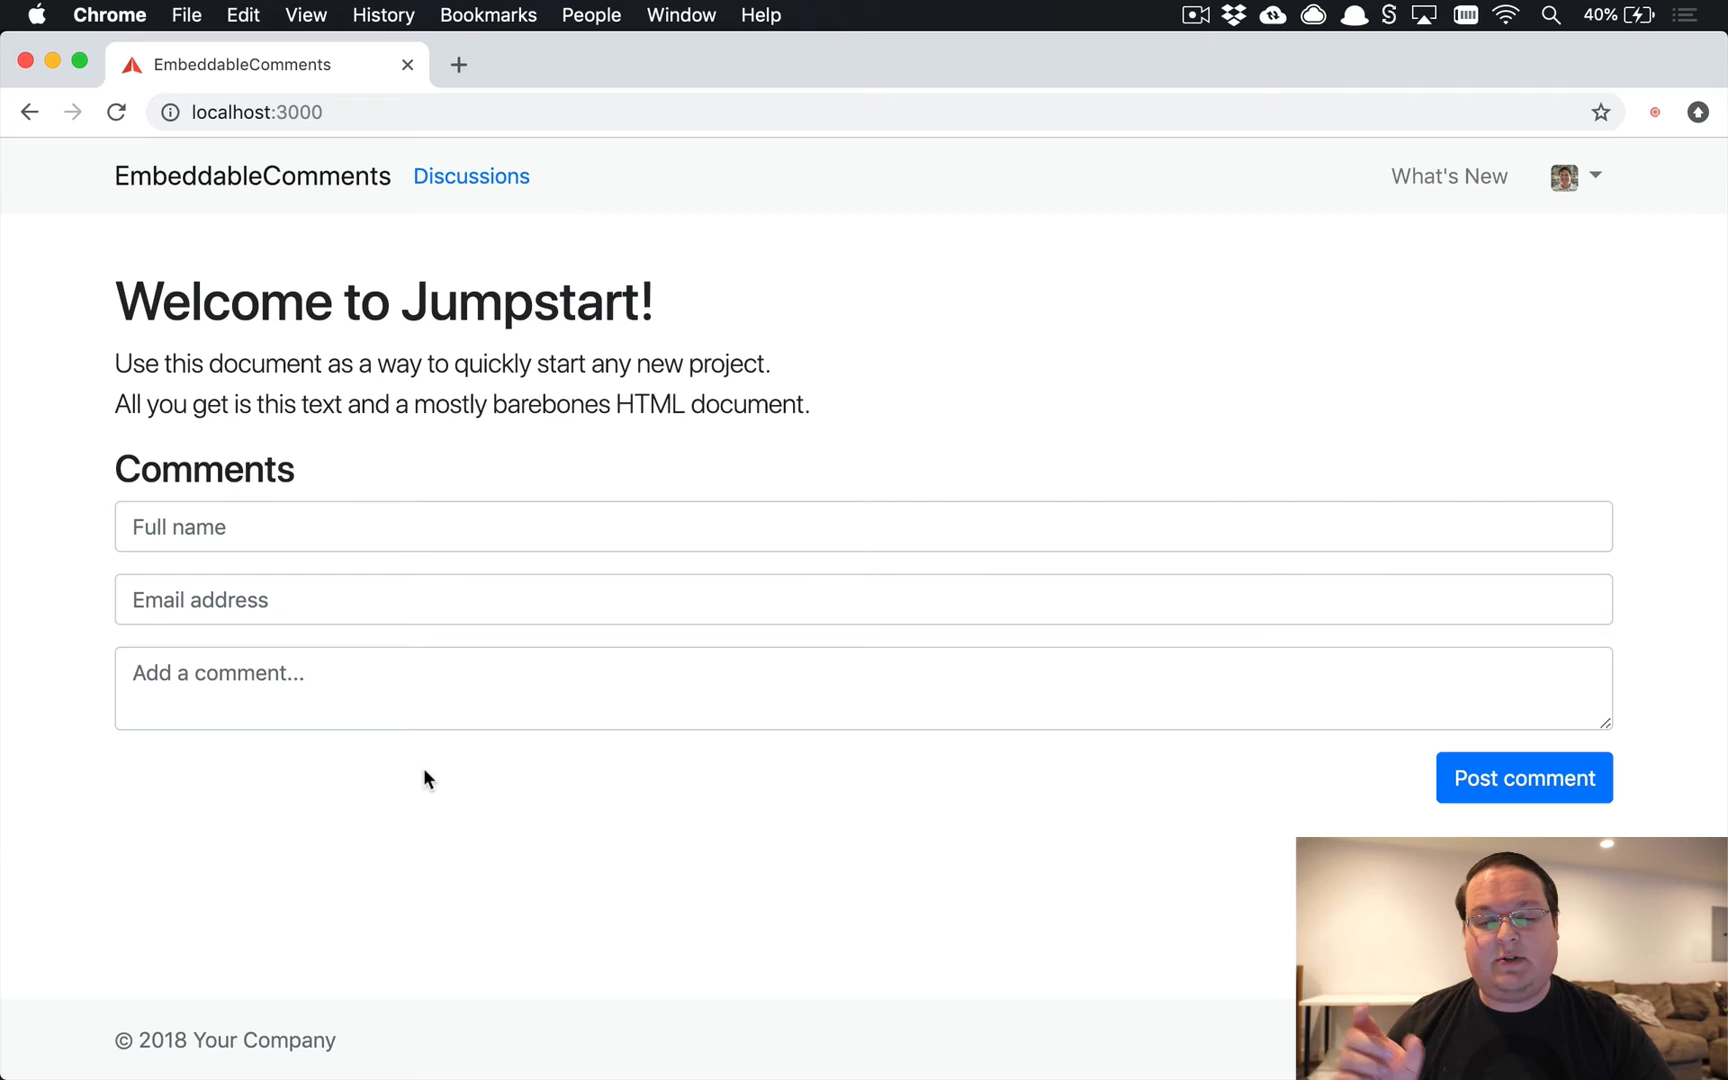 Chrome File Edit View History Bookmarks People Window Help 40%
EmbeddableComments
localhost:3000
EmbeddableComments Discussions What's New
Welcome to Jumpstart!
Use this document as a way to quickly start any new project.
All you get is this text and a mostly barebones HTML document.
Comments
Full name
Email address
Add a comment...
Post comment
© 2018 Your Company